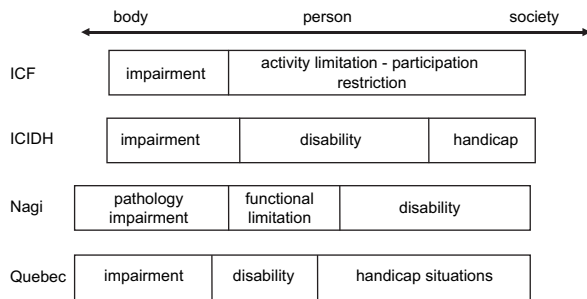 body person society
ICF
impairment
activity limitation - participation
restriction
ICIDH
impairment
disability
handicap
Nagi
pathology
impairment
functional
limitation
disability
Quebec
impairment
disability
handicap situations